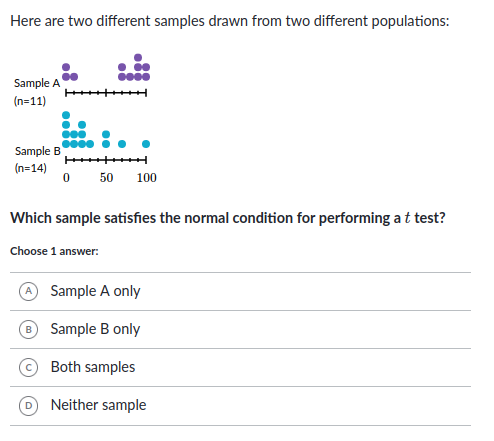 Here are two different samples drawn from two different populations:
Sample A
(n=11)
Sample B
(n=14)
0 50 100
Which sample satisfies the normal condition for performing a t test?
Choose 1 answer:
A Sample A only
B Sample B only
C Both samples
D Neither sample